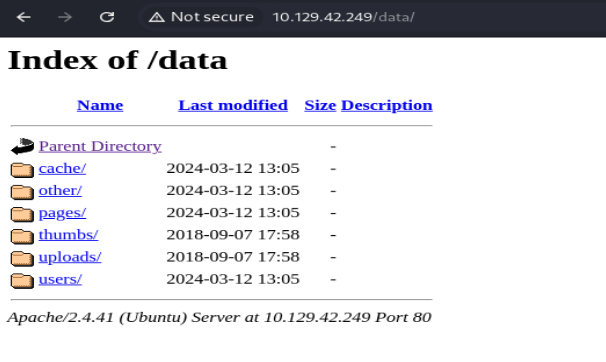 Not secure 10.129.42.249/data/
Index of /data
Name Last modified Size Description
Parent Directory -
cache/ 2024-03-12 13:05 -
other/ 2024-03-12 13:05 -
pages/ 2024-03-12 13:05 -
thumbs/ 2018-09-07 17:58 -
uploads/ 2018-09-07 17:58 -
users/ 2024-03-12 13:05 -
Apache/2.4.41 (Ubuntu) Server at 10.129.42.249 Port 80